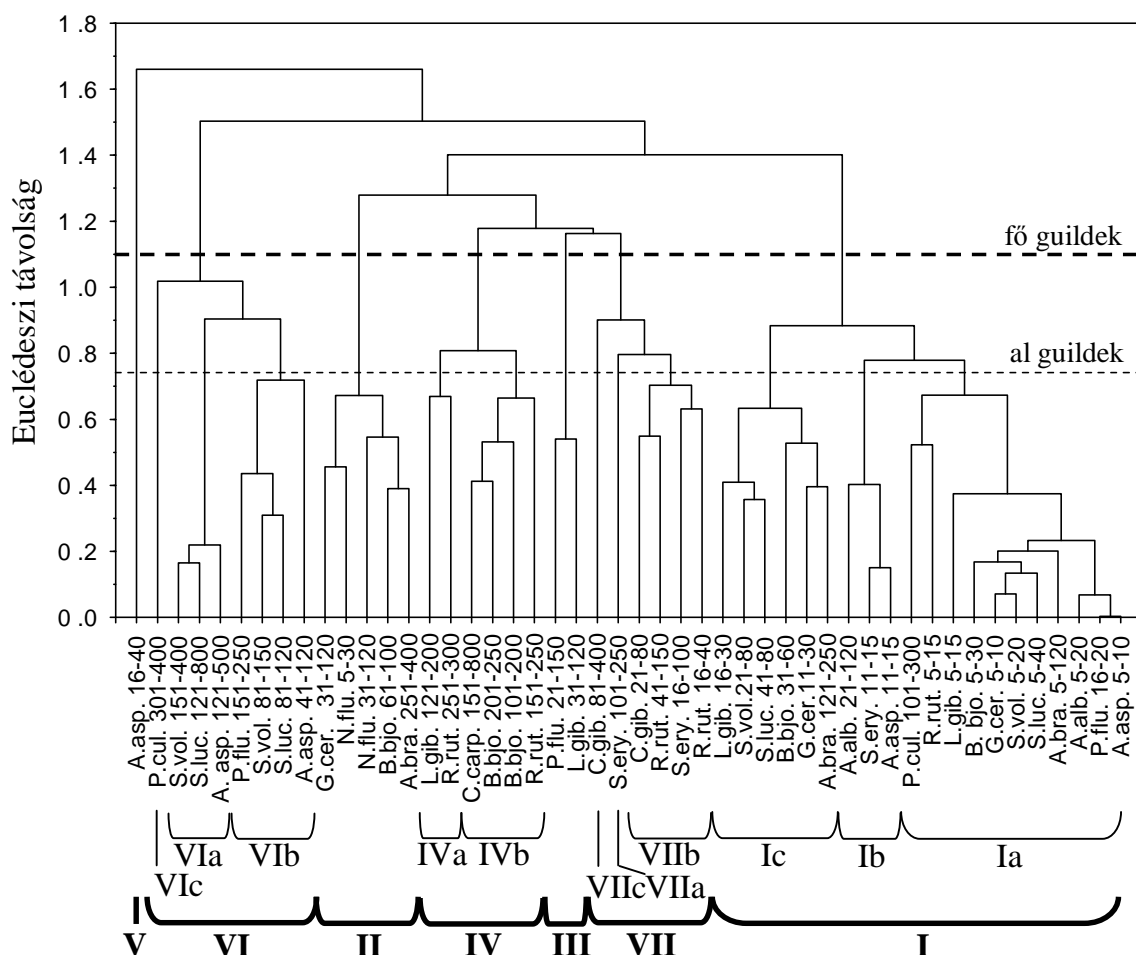 1.8
1.6
1.4
1.2
1.0
0.8
0.6
0.4
0.2
0.0
Euclédeszi távolság
fő guildek
al guildek
A.asp. 16-40
P.cul. 301-400
S.vol. 151-400
S.luc. 121-800
A. asp. 121-500
P.flu. 151-250
S.vol. 81-150
S.luc. 81-120
A.asp. 41-120
G.cer. 31-120
N.flu. 5-30
N.flu. 31-120
B.bjo. 61-100
A.bra. 251-400
L.gib. 121-200
R.rut. 251-300
C.carp. 151-800
B.bjo. 201-250
B.bjo. 101-200
R.rut. 151-250
P.flu. 21-150
L.gib. 31-120
C.gib. 81-400
S.ery. 101-250
C.gib. 21-80
R.rut. 41-150
S.ery. 16-100
R.rut. 16-40
L.gib. 16-30
S.vol.21-80
S.luc. 41-80
B.bjo. 31-60
G.cer.11-30
A.bra. 121-250
A.alb. 21-120
S.ery. 11-15
A.asp. 11-15
P.cul. 101-300
R.rut. 5-15
L.gib. 5-15
B. bjo. 5-30
G.cer. 5-10
S.vol. 5-20
S.luc. 5-40
A.bra. 5-120
A.alb. 5-20
P.flu. 16-20
A.asp. 5-10
VIa VIb IVa IVb VIIb Ic Ib Ia
VIc VIIc VIIa
V VI II IV III VII I